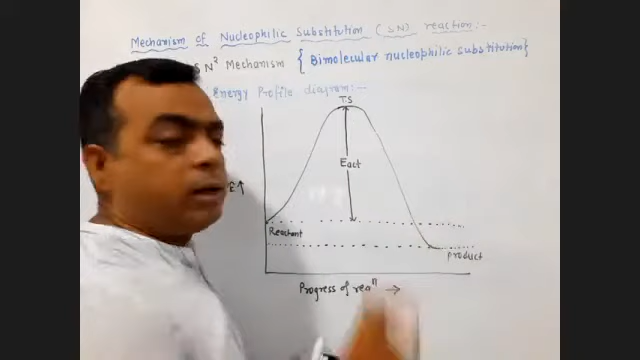 Mechanism of Nucleophilic Substitution (SN) reaction:-
SN² Mechanism { Bimolecular nucleophilic substitution }
Energy Profile diagram:-
T.S
Eact
E↑
Reactant
product
Progress of reaⁿ →